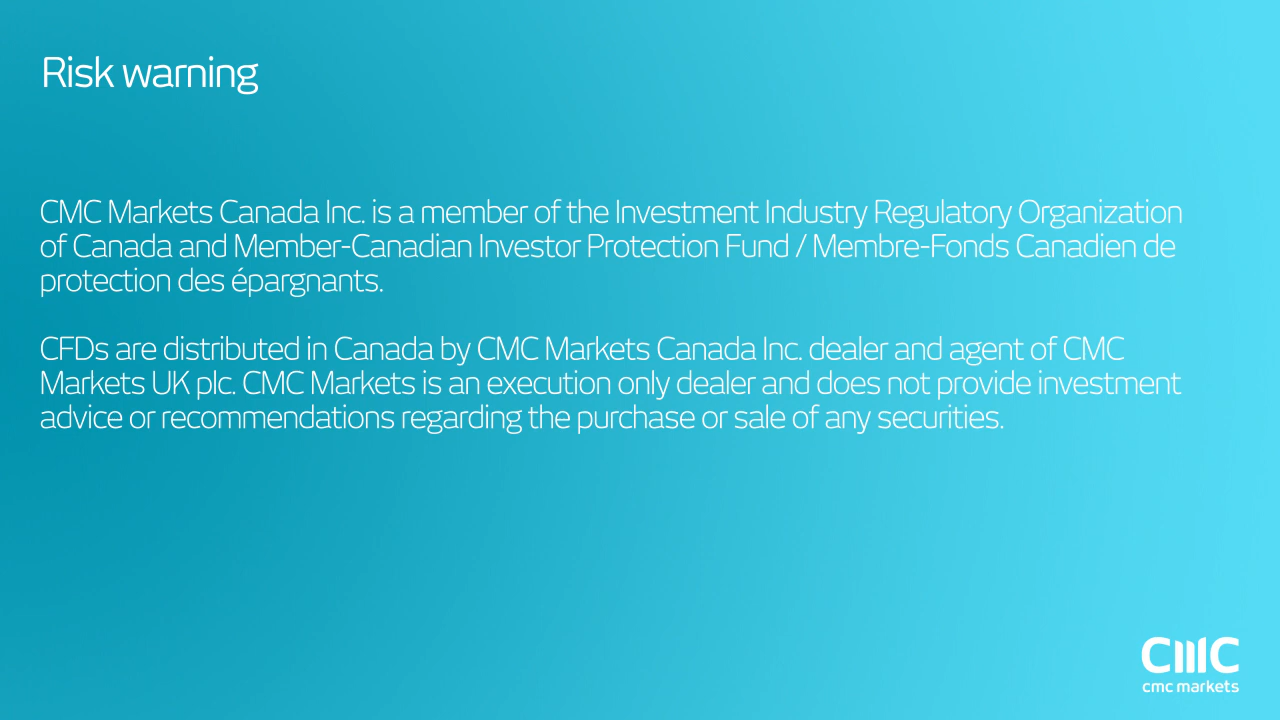 Risk warning
CMC Markets Canada Inc. is a member of the Investment Industry Regulatory Organization
of Canada and Member-Canadian Investor Protection Fund / Membre-Fonds Canadien de
protection des épargnants.
CFDs are distributed in Canada by CMC Markets Canada Inc. dealer and agent of CMC
Markets UK plc. CMC Markets is an execution only dealer and does not provide investment
advice or recommendations regarding the purchase or sale of any securities.
CMC
cmc markets